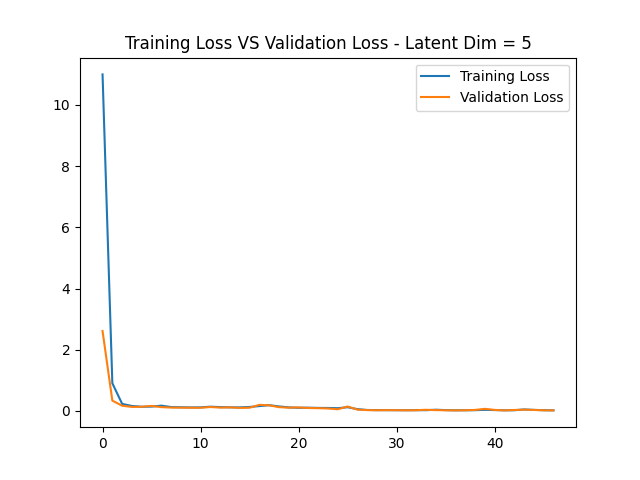 Training Loss VS Validation Loss - Latent Dim = 5
Training Loss
Validation Loss
10
8
6
4
2
0
0 10 20 30 40